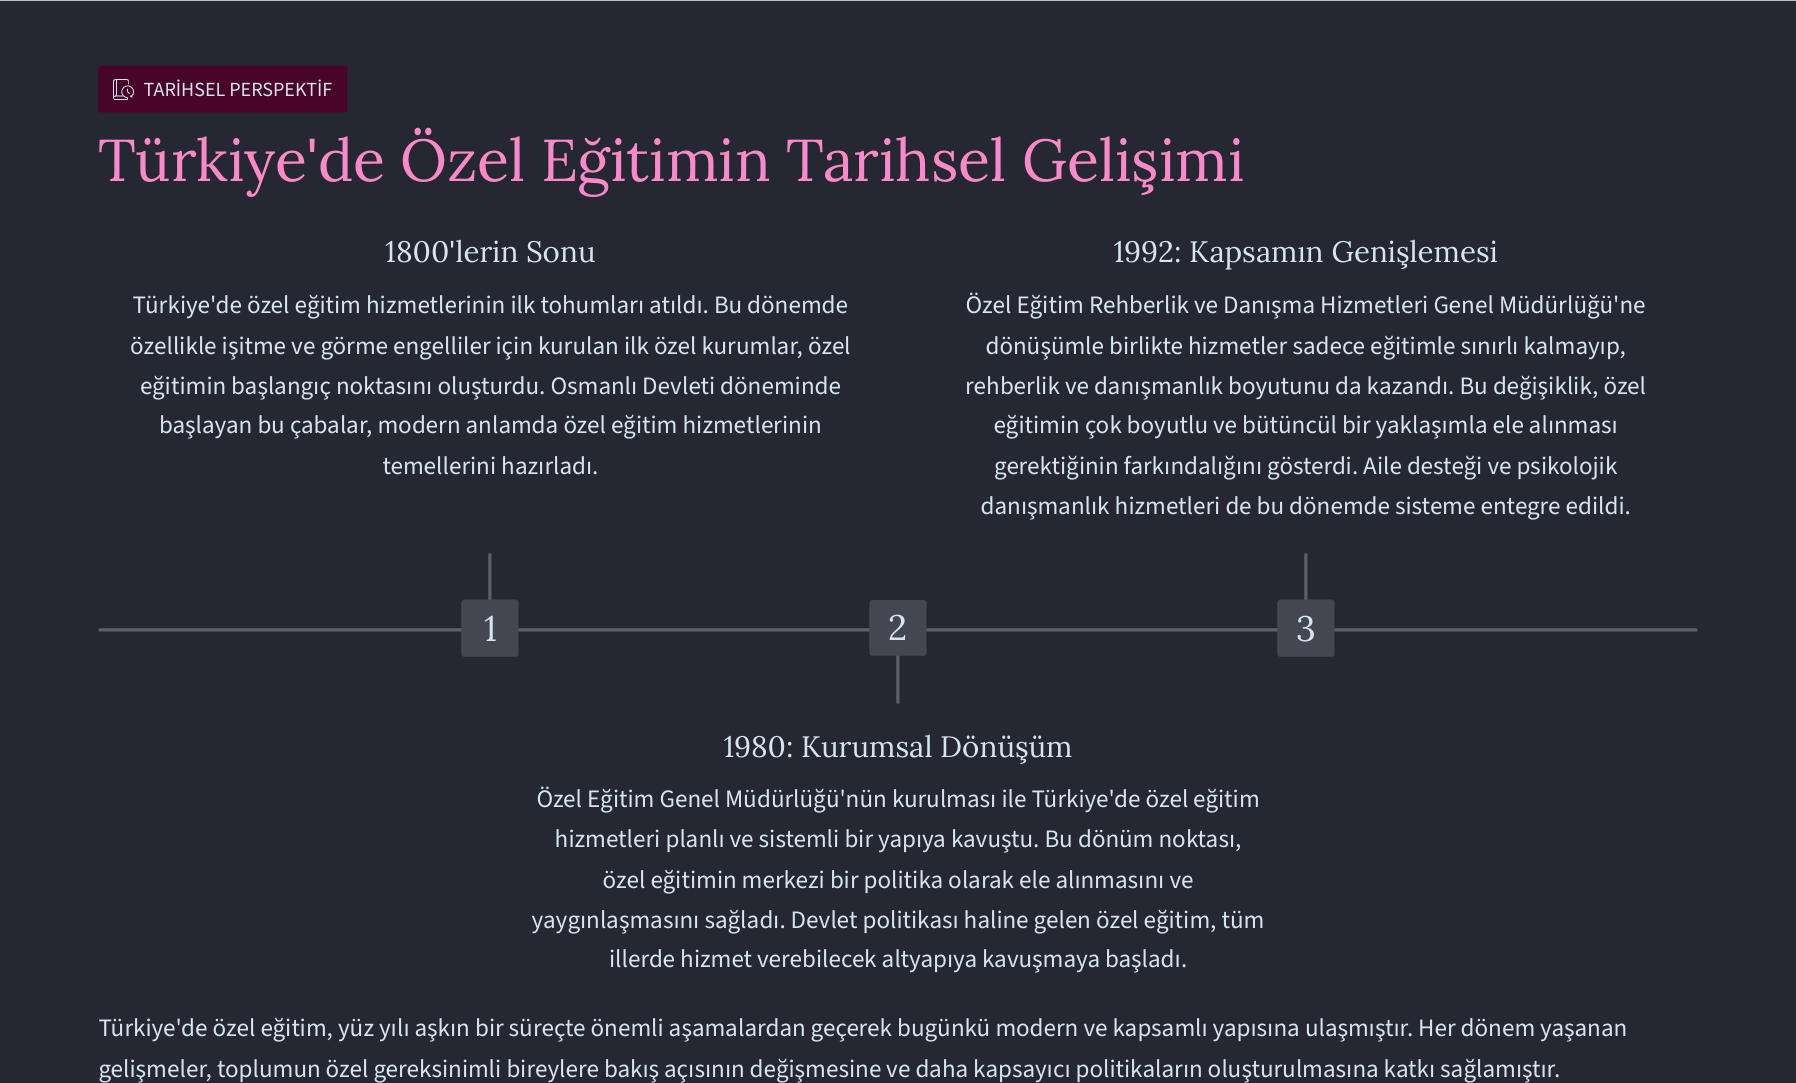 TARİHSEL PERSPEKTİF
Türkiye'de Özel Eğitimin Tarihsel Gelişimi
1800'lerin Sonu
Türkiye'de özel eğitim hizmetlerinin ilk tohumları atıldı. Bu dönemde
özellikle işitme ve görme engelliler için kurulan ilk özel kurumlar, özel
eğitimin başlangıç noktasını oluşturdu. Osmanlı Devleti döneminde
başlayan bu çabalar, modern anlamda özel eğitim hizmetlerinin
temellerini hazırladı.
1992: Kapsamın Genişlemesi
Özel Eğitim Rehberlik ve Danışma Hizmetleri Genel Müdürlüğü'ne
dönüşümle birlikte hizmetler sadece eğitimle sınırlı kalmayıp,
rehberlik ve danışmanlık boyutunu da kazandı. Bu değişiklik, özel
eğitimin çok boyutlu ve bütüncül bir yaklaşımla ele alınması
gerektiğinin farkındalığını gösterdi. Aile desteği ve psikolojik
danışmanlık hizmetleri de bu dönemde sisteme entegre edildi.
1
2
3
1980: Kurumsal Dönüşüm
Özel Eğitim Genel Müdürlüğü'nün kurulması ile Türkiye'de özel eğitim
hizmetleri planlı ve sistemli bir yapıya kavuştu. Bu dönüm noktası,
özel eğitimin merkezi bir politika olarak ele alınmasını ve
yaygınlaşmasını sağladı. Devlet politikası haline gelen özel eğitim, tüm
illerde hizmet verebilecek altyapıya kavuşmaya başladı.
Türkiye'de özel eğitim, yüz yılı aşkın bir süreçte önemli aşamalardan geçerek bugünkü modern ve kapsamlı yapısına ulaşmıştır. Her dönem yaşanan
gelişmeler, toplumun özel gereksinimli bireylere bakış açısının değişmesine ve daha kapsayıcı politikaların oluşturulmasına katkı sağlamıştır.